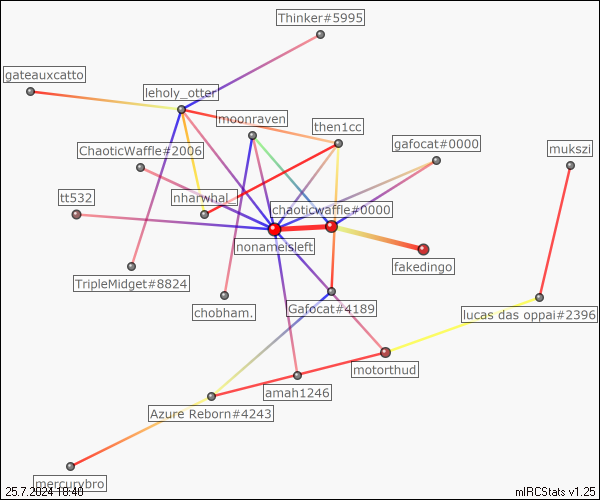 Thinker#5995
gateauxcatto
leholy_otter
moonraven
then1cc
ChaoticWaffle#2006
gafocat#0000
mukszi
tt532
nharwhal_
chaoticwaffle#0000
nonameisleft
fakedingo
TripleMidget#8824
chobham.
Gafocat#4189
lucas das oppai#2396
motorthud
amah1246
Azure Reborn#4243
mercurybro
25.7.2024 18:40
mIRCStats v1.25